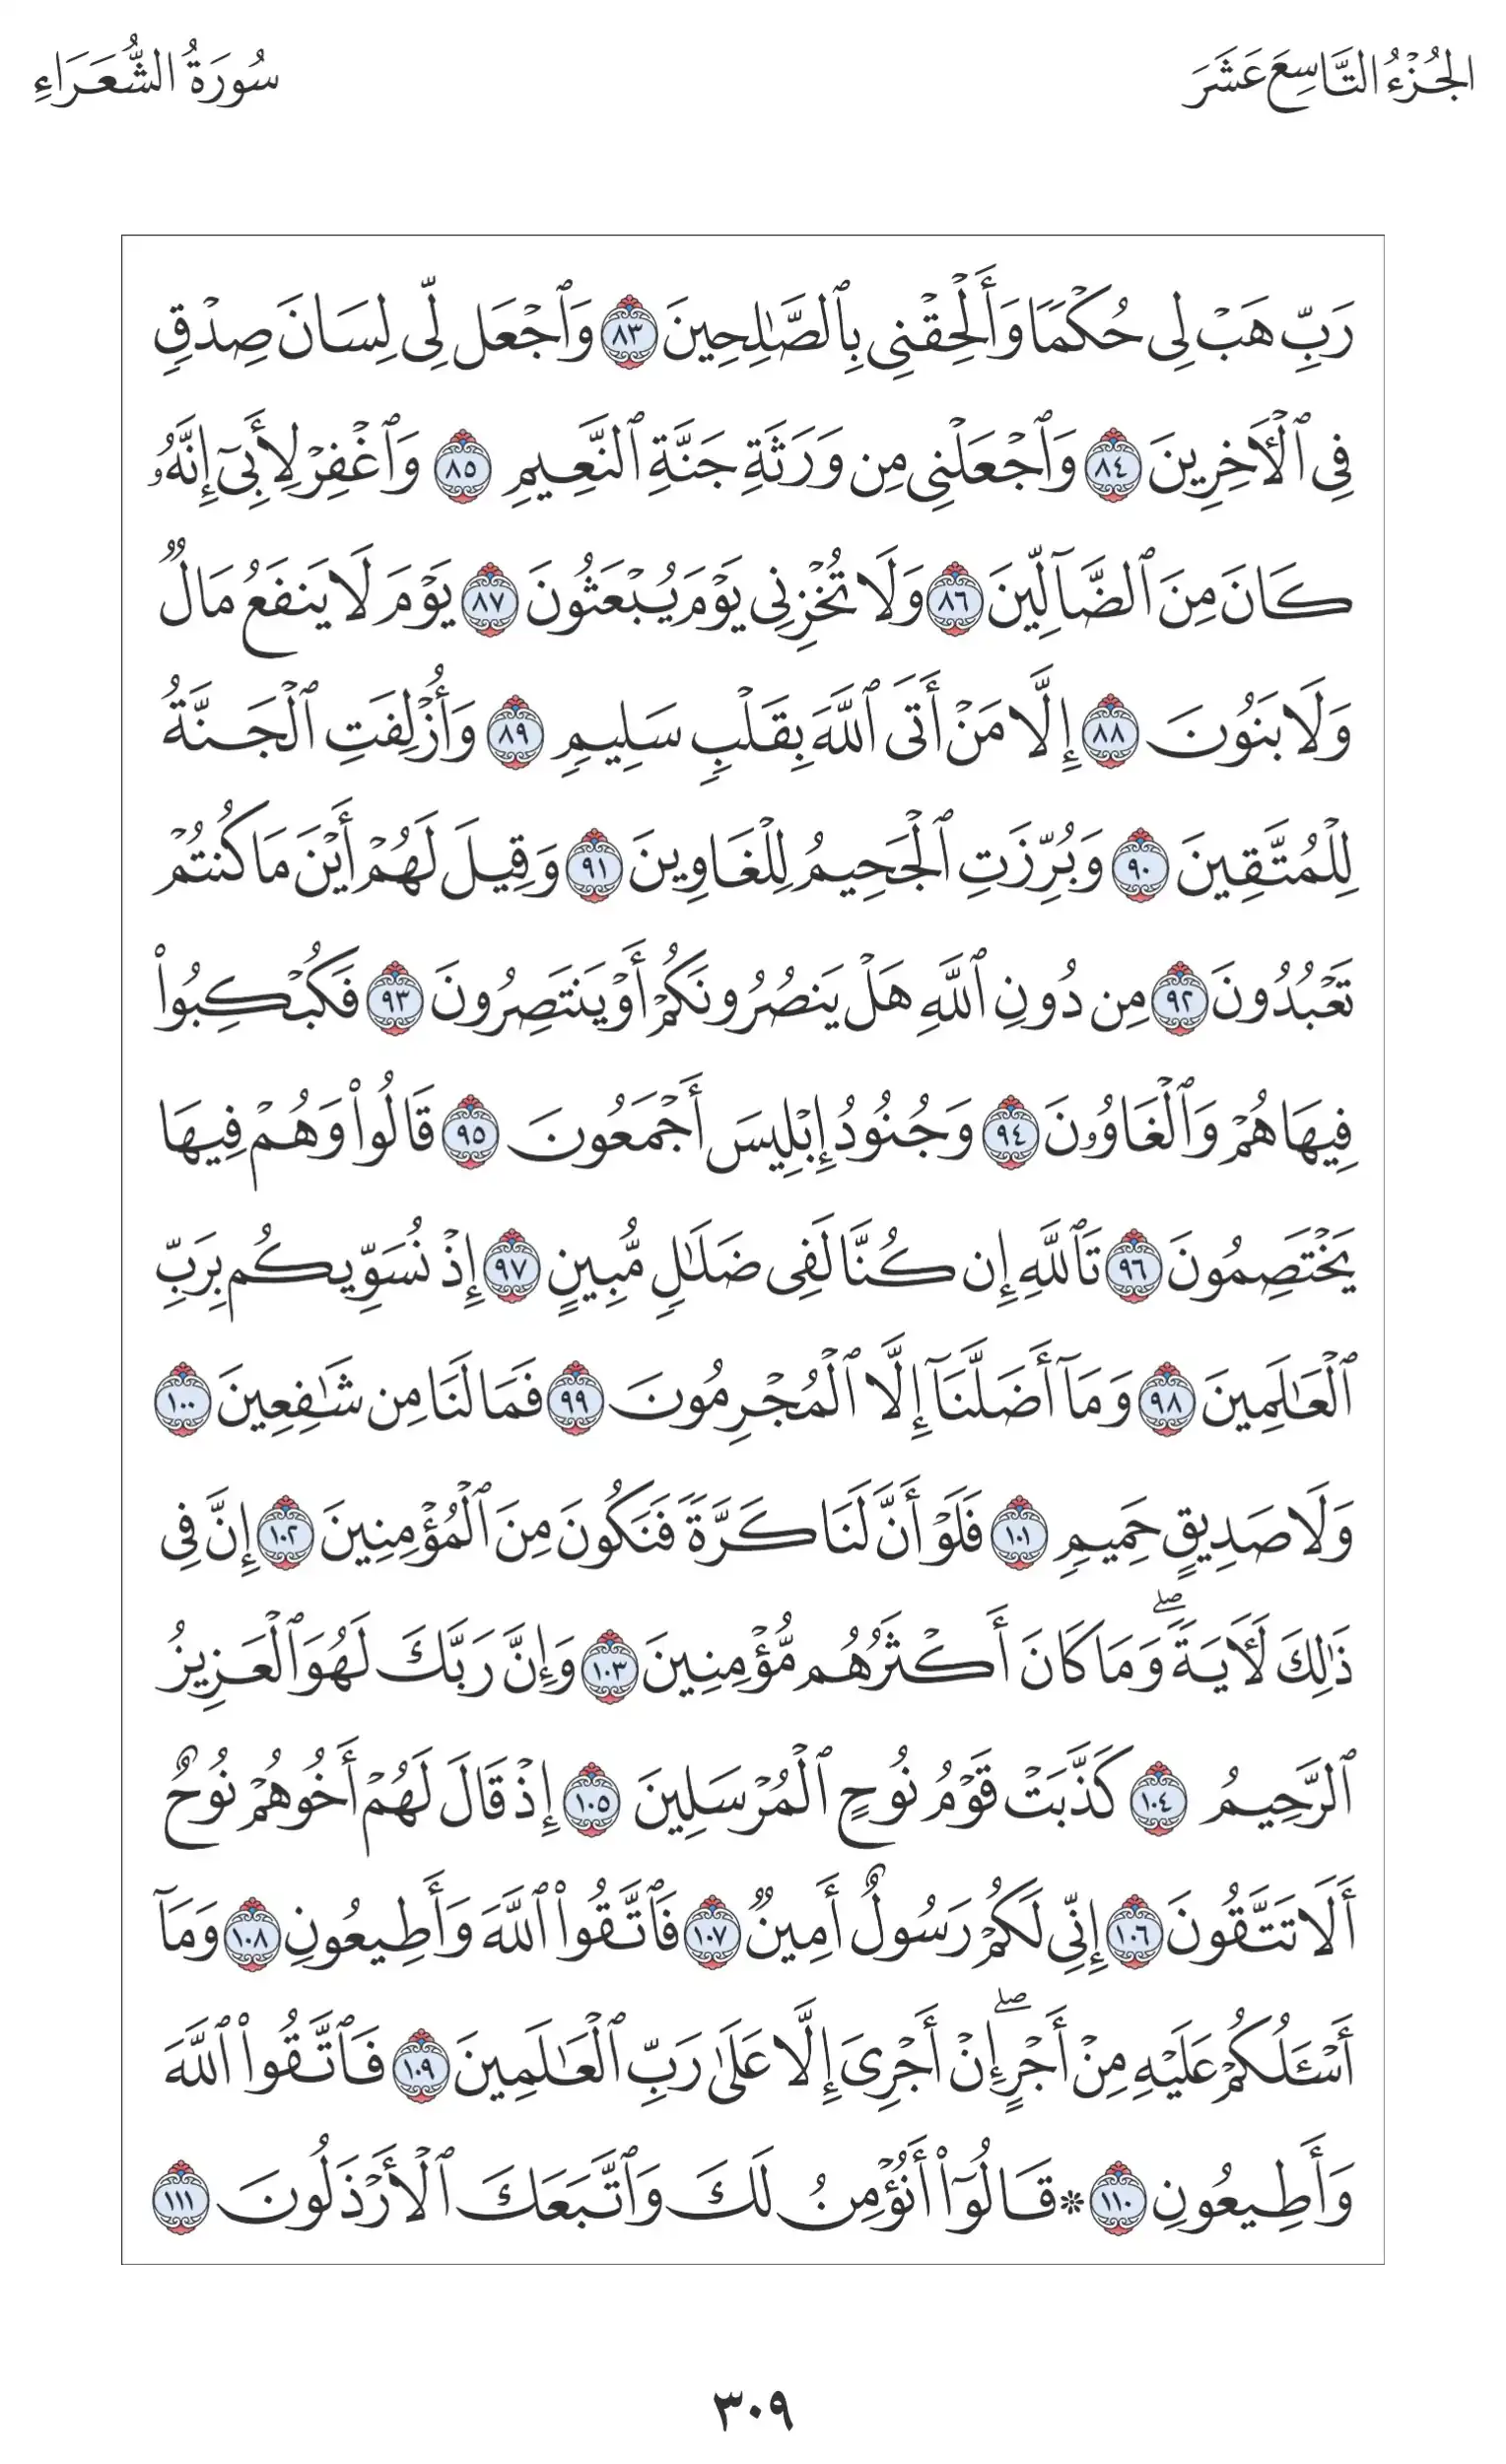 الجُزْءُ التَّاسِعَ عَشَرَ
سُورَةُ الشُّعَرَاءِ
رَبِّ هَبْ لِى حُكْمًا وَأَلْحِقْنِى بِٱلصَّـٰلِحِينَ ٨٣ وَٱجْعَل لِّى لِسَانَ صِدْقٍ
فِى ٱلْـَٔاخِرِينَ ٨٤ وَٱجْعَلْنِى مِن وَرَثَةِ جَنَّةِ ٱلنَّعِيمِ ٨٥ وَٱغْفِرْ لِأَبِىٓ إِنَّهُۥ
كَانَ مِنَ ٱلضَّآلِّينَ ٨٦ وَلَا تُخْزِنِى يَوْمَ يُبْعَثُونَ ٨٧ يَوْمَ لَا يَنفَعُ مَالٌ
وَلَا بَنُونَ ٨٨ إِلَّا مَنْ أَتَى ٱللَّهَ بِقَلْبٍ سَلِيمٍ ٨٩ وَأُزْلِفَتِ ٱلْجَنَّةُ
لِلْمُتَّقِينَ ٩٠ وَبُرِّزَتِ ٱلْجَحِيمُ لِلْغَاوِينَ ٩١ وَقِيلَ لَهُمْ أَيْنَ مَا كُنتُمْ
تَعْبُدُونَ ٩٢ مِن دُونِ ٱللَّهِ هَلْ يَنصُرُونَكُمْ أَوْ يَنتَصِرُونَ ٩٣ فَكُبْكِبُوا۟
فِيهَا هُمْ وَٱلْغَاوُۥنَ ٩٤ وَجُنُودُ إِبْلِيسَ أَجْمَعُونَ ٩٥ قَالُوا۟ وَهُمْ فِيهَا
يَخْتَصِمُونَ ٩٦ تَٱللَّهِ إِن كُنَّا لَفِى ضَلَـٰلٍ مُّبِينٍ ٩٧ إِذْ نُسَوِّيكُم بِرَبِّ
ٱلْعَـٰلَمِينَ ٩٨ وَمَآ أَضَلَّنَآ إِلَّا ٱلْمُجْرِمُونَ ٩٩ فَمَا لَنَا مِن شَـٰفِعِينَ ١٠٠
وَلَا صَدِيقٍ حَمِيمٍ ١٠١ فَلَوْ أَنَّ لَنَا كَرَّةً فَنَكُونَ مِنَ ٱلْمُؤْمِنِينَ ١٠٢ إِنَّ فِى
ذَٰلِكَ لَـَٔايَةً ۖ وَمَا كَانَ أَكْثَرُهُم مُّؤْمِنِينَ ١٠٣ وَإِنَّ رَبَّكَ لَهُوَ ٱلْعَزِيزُ
ٱلرَّحِيمُ ١٠٤ كَذَّبَتْ قَوْمُ نُوحٍ ٱلْمُرْسَلِينَ ١٠٥ إِذْ قَالَ لَهُمْ أَخُوهُمْ نُوحٌ
أَلَا تَتَّقُونَ ١٠٦ إِنِّى لَكُمْ رَسُولٌ أَمِينٌ ١٠٧ فَٱتَّقُوا۟ ٱللَّهَ وَأَطِيعُونِ ١٠٨ وَمَآ
أَسْـَٔلُكُمْ عَلَيْهِ مِنْ أَجْرٍ ۖ إِنْ أَجْرِىَ إِلَّا عَلَىٰ رَبِّ ٱلْعَـٰلَمِينَ ١٠٩ فَٱتَّقُوا۟ ٱللَّهَ
وَأَطِيعُونِ ١١٠ ۞ قَالُوٓا۟ أَنُؤْمِنُ لَكَ وَٱتَّبَعَكَ ٱلْأَرْذَلُونَ ١١١
٣٠٩